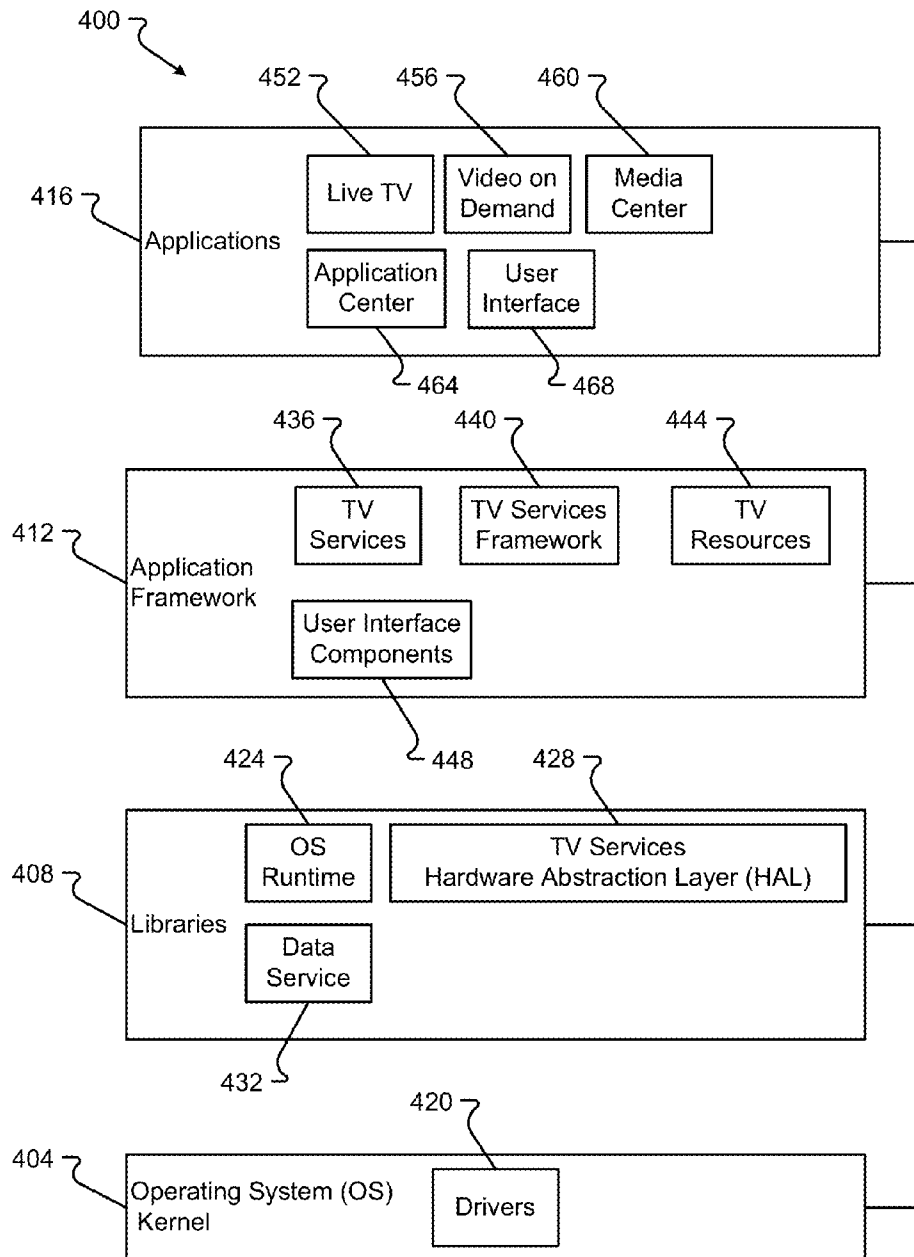 400
452
456
460
416
Applications
Live TV
Video on
Demand
Media
Center
Application
Center
User
Interface
464
468
436
440
444
412
Application
Framework
TV
Services
TV Services
Framework
TV
Resources
User Interface
Components
448
424
428
408
Libraries
OS
Runtime
TV Services
Hardware Abstraction Layer (HAL)
Data
Service
432
420
404
Operating System (OS)
Kernel
Drivers